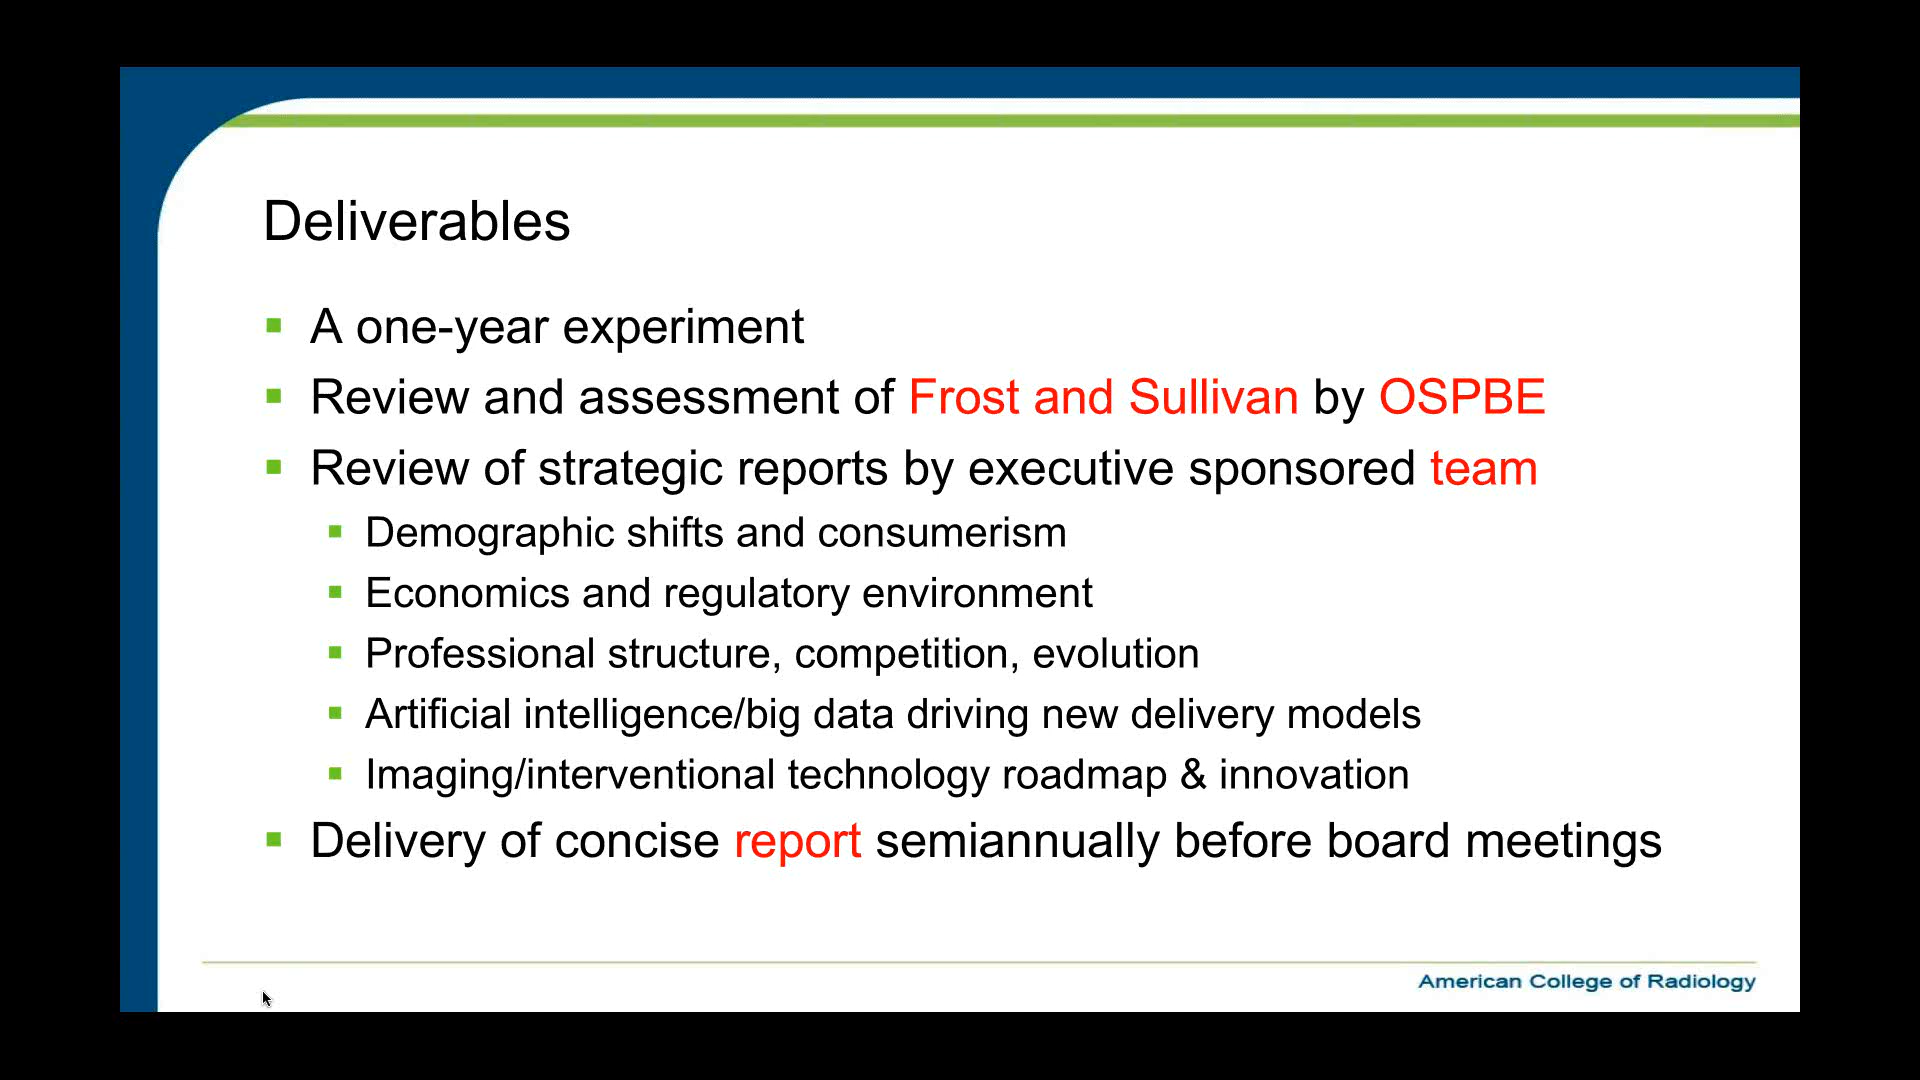 Deliverables
A one-year experiment
Review and assessment of Frost and Sullivan by OSPBE
Review of strategic reports by executive sponsored team
Demographic shifts and consumerism
Economics and regulatory environment
Professional structure, competition, evolution
Artificial intelligence/big data driving new delivery models
Imaging/interventional technology roadmap & innovation
Delivery of concise report semiannually before board meetings
American College of Radiology